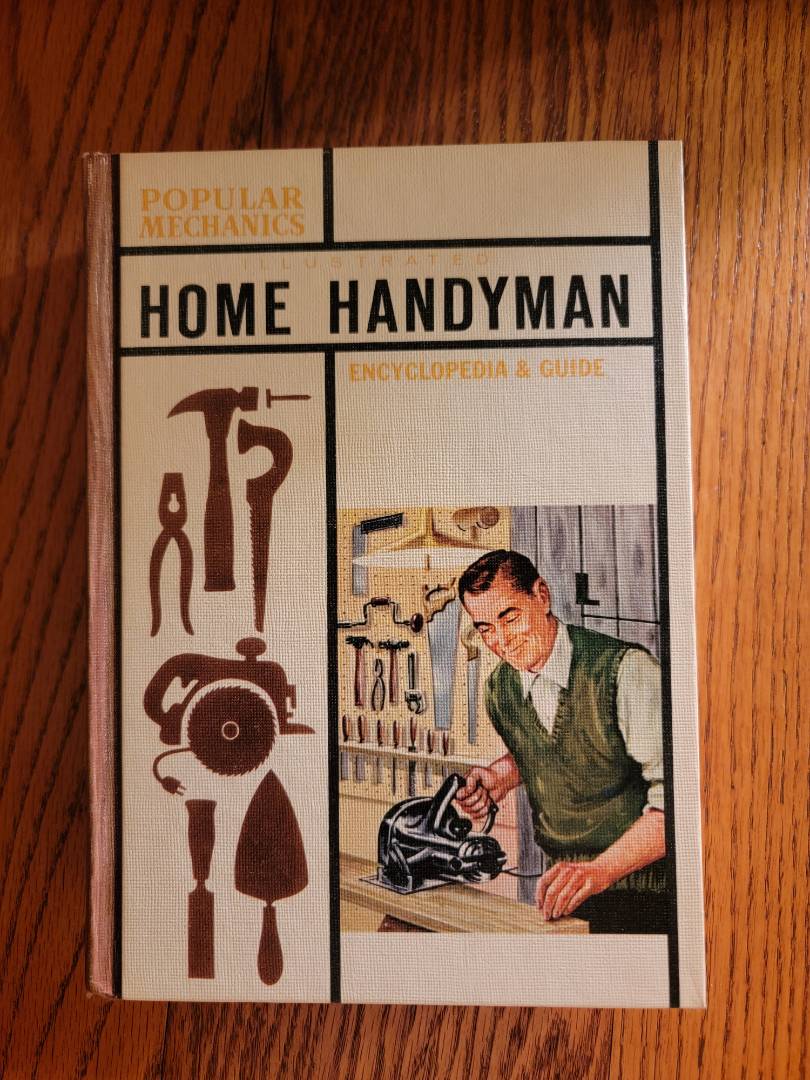 POPULAR
MECHANICS
ILLUSTRATED
HOME HANDYMAN
ENCYCLOPEDIA & GUIDE